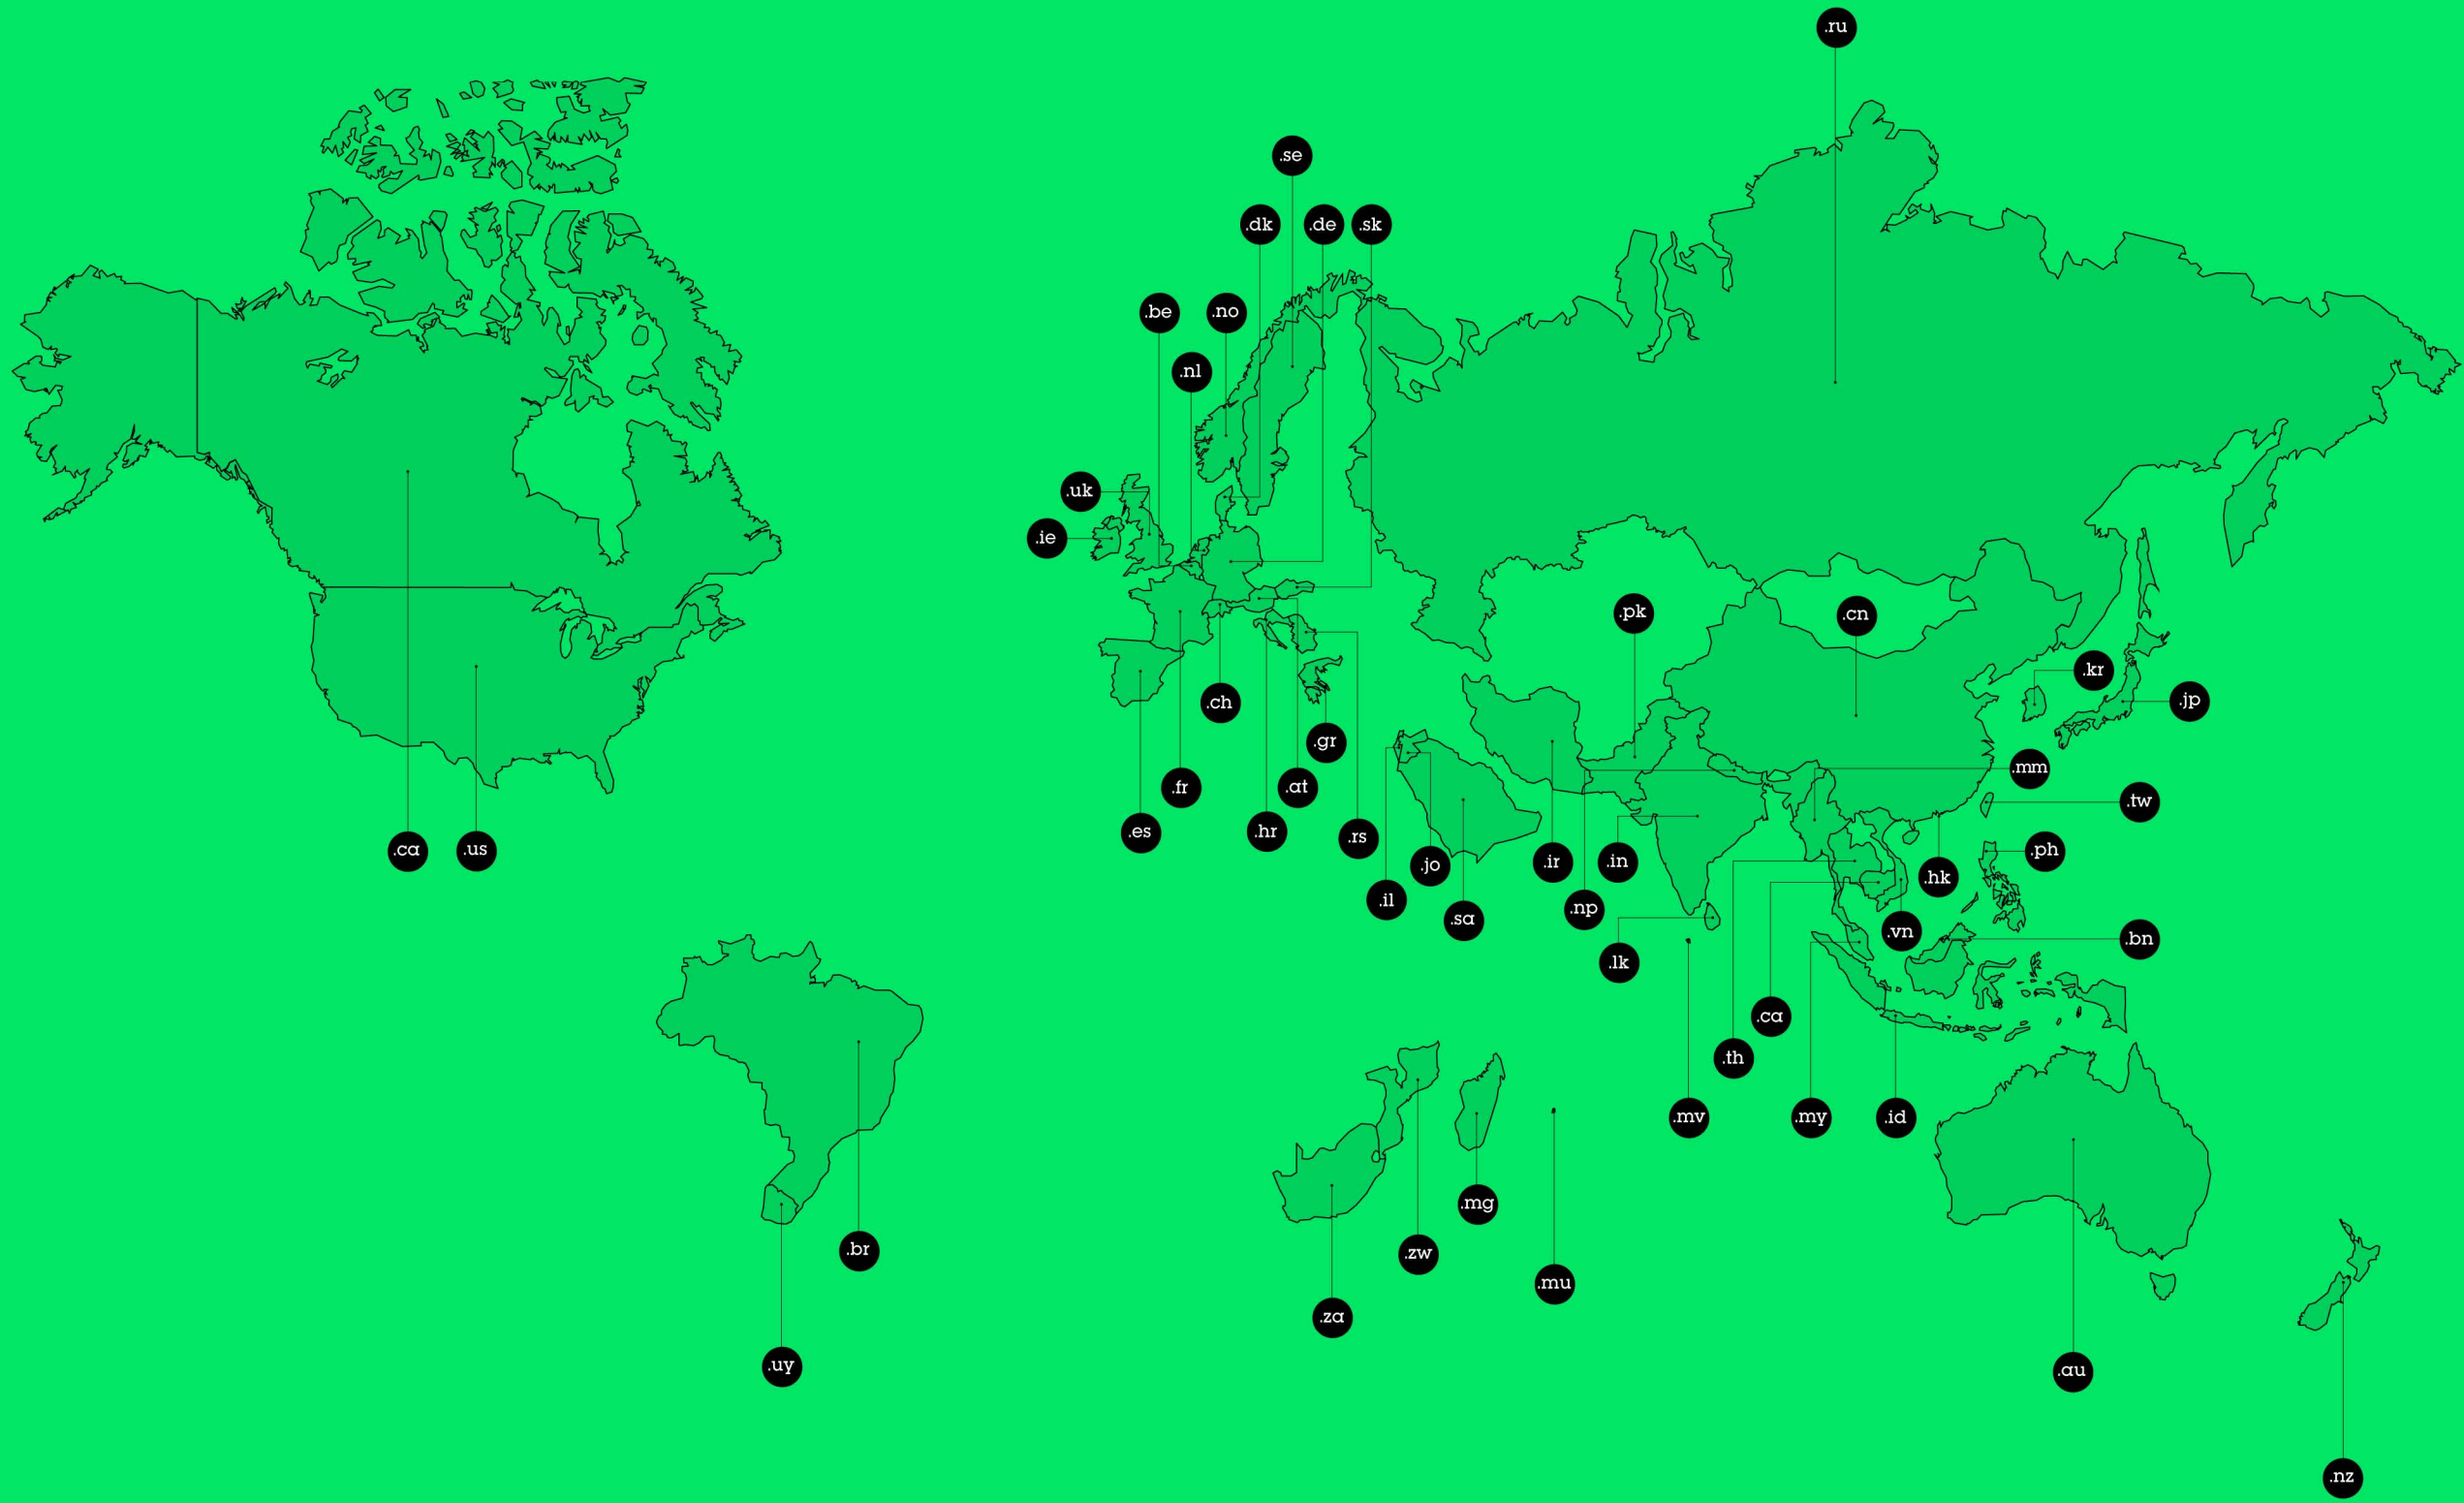 .ru
.se
.dk
.de
.sk
.be
.no
.nl
.uk
.ie
.pk
.cn
.kr
.jp
.ch
.gr
.mm
.fr
.at
.tw
.es
.hr
.rs
.ca
.us
.jo
.ir
.in
.ph
.hk
.il
.sa
.np
.vn
.bn
.lk
.ca
.th
.mv
.my
.id
.mg
.br
.zw
.mu
.za
.uy
.au
.nz